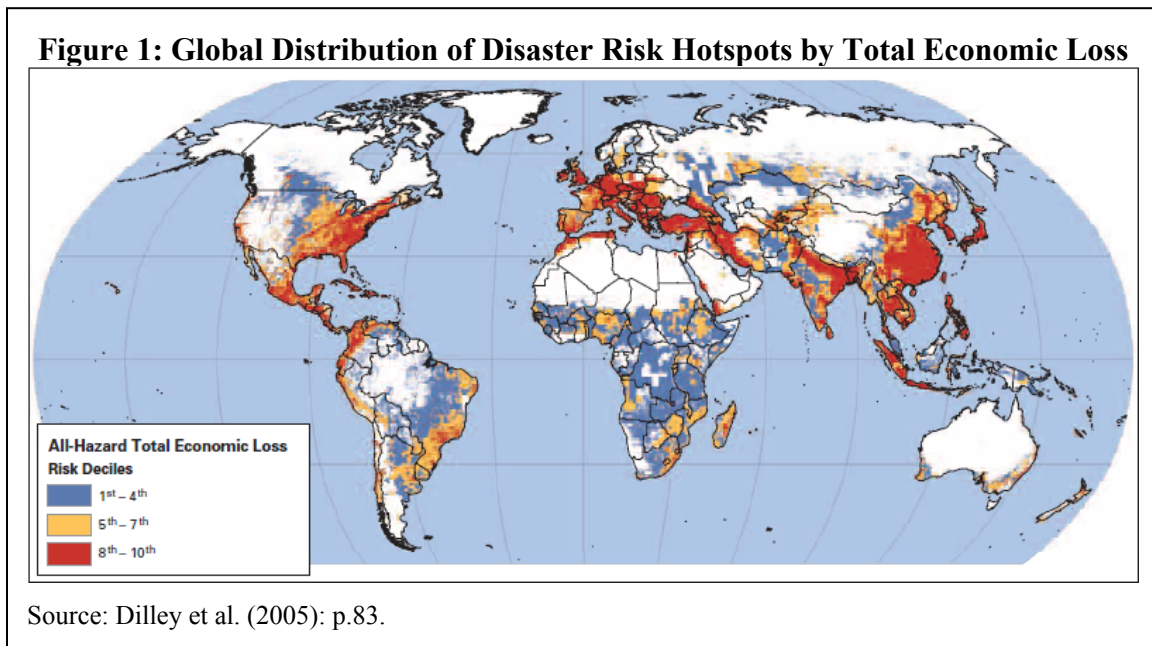 Figure 1: Global Distribution of Disaster Risk Hotspots by Total Economic Loss
All-Hazard Total Economic Loss
Risk Deciles
1st – 4th
5th – 7th
8th – 10th
Source: Dilley et al. (2005): p.83.